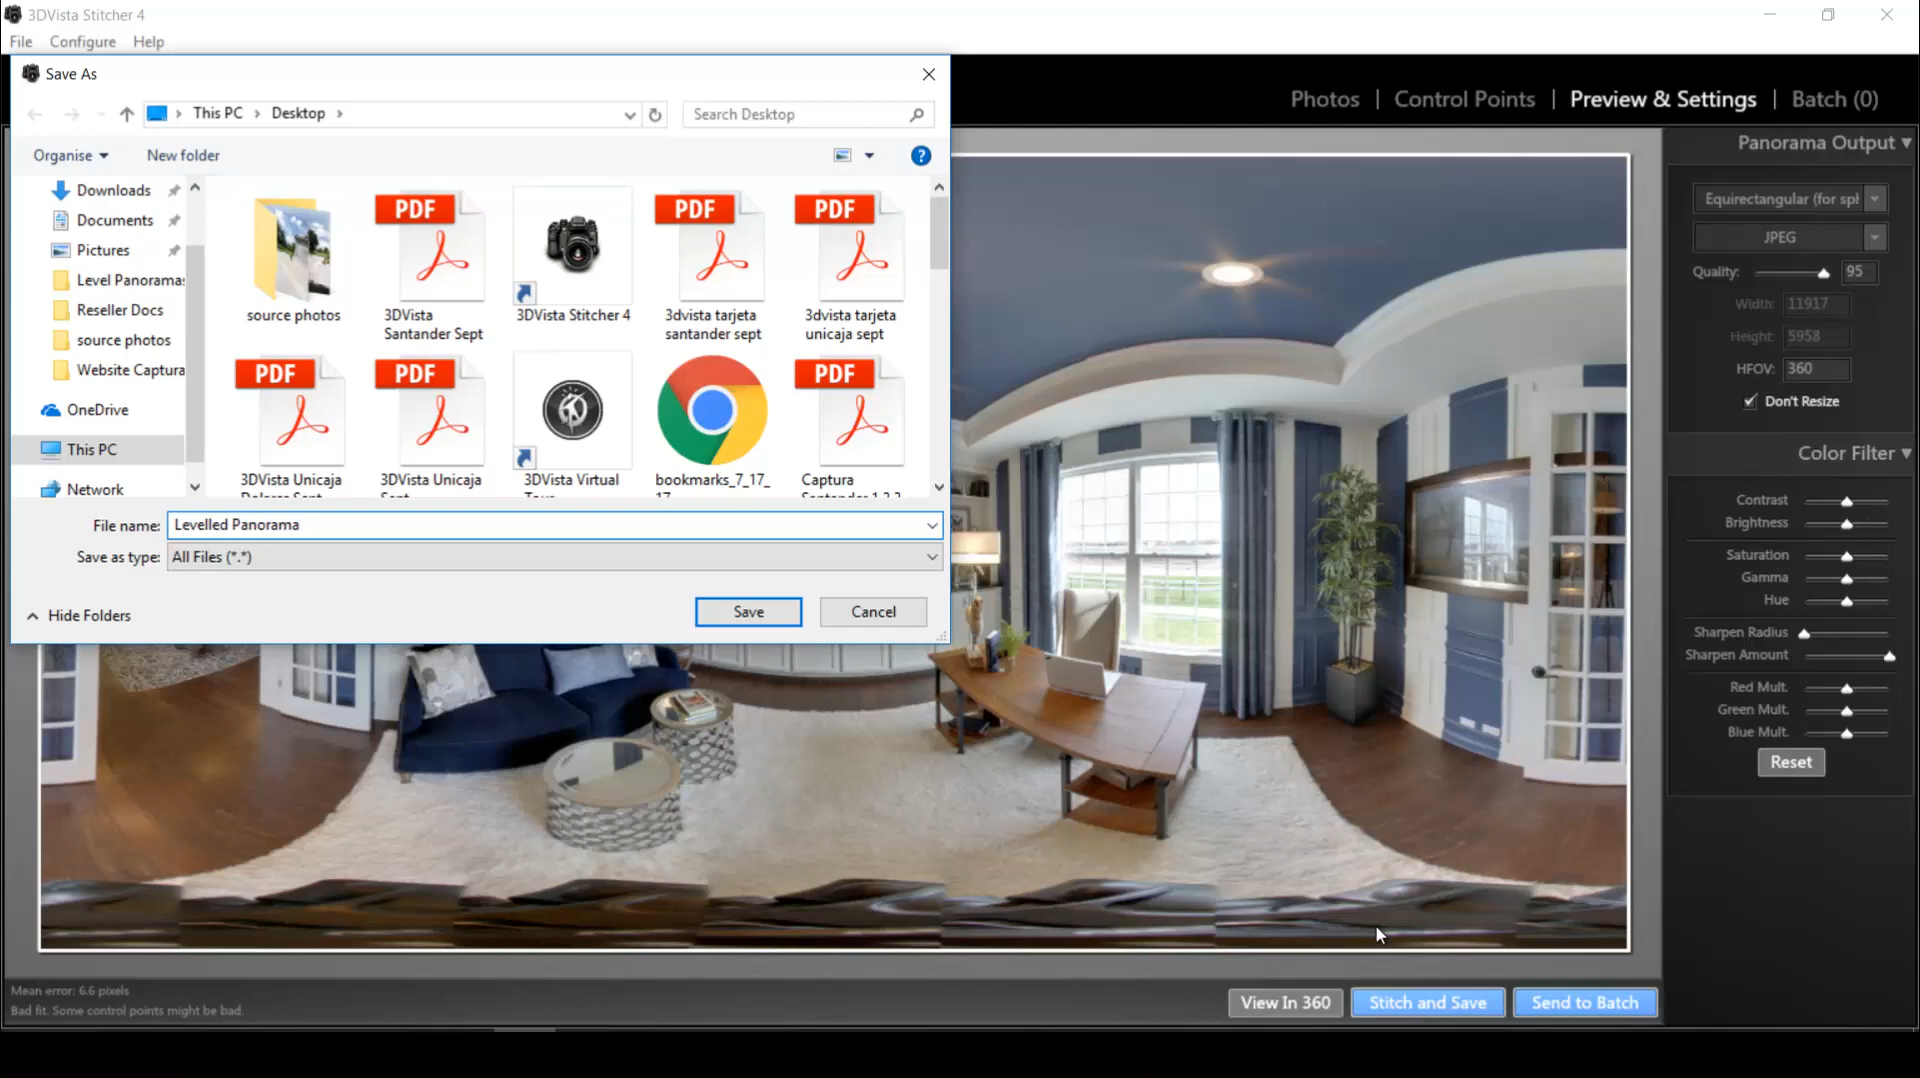 3DVista Stitcher 4
File Configure Help
Save As
This PC > Desktop >
Search Desktop
Photos | Control Points | Preview & Settings | Batch (0)
Organise
New folder
Downloads
Documents
Pictures
Level Panoramas
Reseller Docs
source photos
Website Captura
OneDrive
This PC
Network
source photos
PDF
3DVista
Santander Sept
3DVista Stitcher 4
PDF
3dvista tarjeta
santander sept
PDF
3dvista tarjeta
unicaja sept
PDF
3DVista Unicaja
PDF
3DVista Unicaja
3DVista Virtual
bookmarks_7_17_
17
PDF
Captura
File name: Levelled Panorama
Save as type: All Files (*.*)
Hide Folders
Save
Cancel
Panorama Output
Equirectangular (for sph
JPEG
Quality: 95
Width: 11917
Height: 5958
HFOV: 360
Don't Resize
Color Filter
Contrast
Brightness
Saturation
Gamma
Hue
Sharpen Radius
Sharpen Amount
Red Mult.
Green Mult.
Blue Mult.
Reset
Mean error: 6.6 pixels
Bad fit. Some control points might be bad.
View In 360
Stitch and Save
Send to Batch